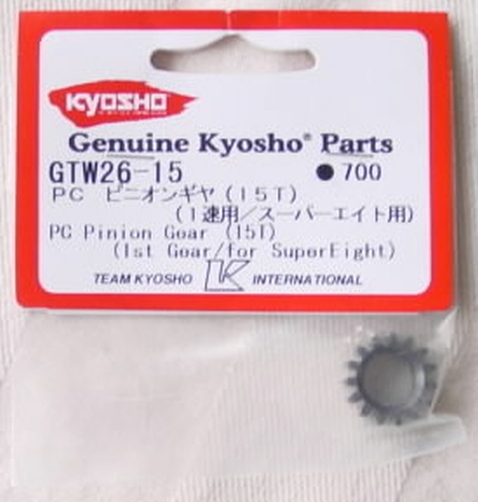 KYOSHO
Genuine Kyosho® Parts
GTW26-15 ●700
PC ピニオンギヤ(15T)
(1速用/スーパーエイト用)
PC Pinion Gear (15T)
(1st Gear/for SuperEight)
TEAM KYOSHO K INTERNATIONAL